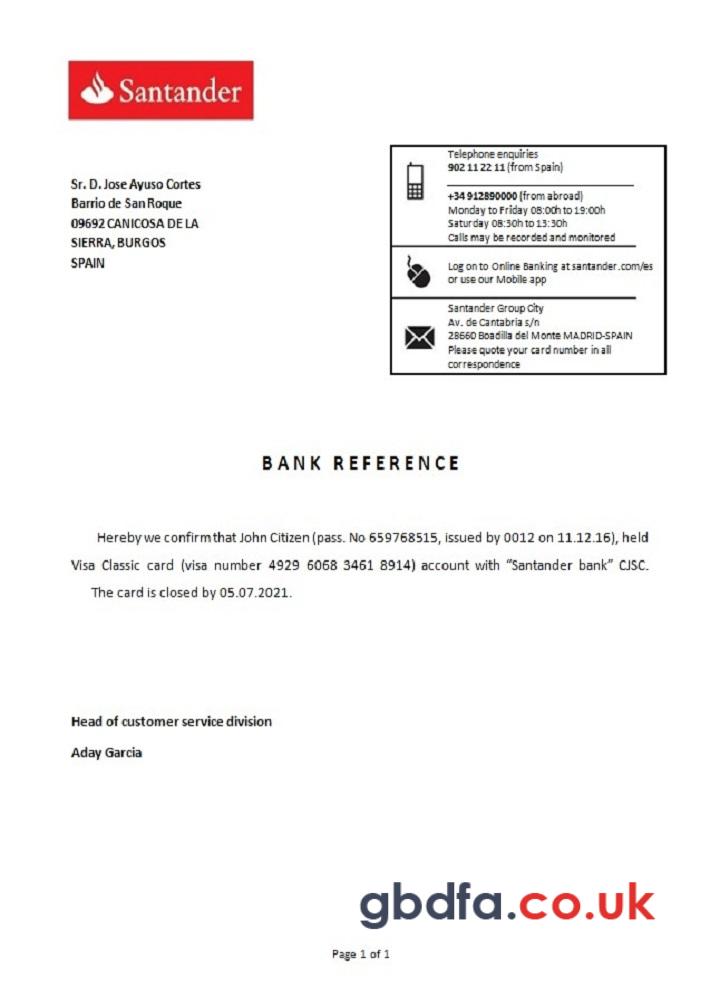 Santander
Sr. D. Jose Ayuso Cortes
Barrio de San Roque
09692 CANICOSA DE LA
SIERRA, BURGOS
SPAIN
Telephone enquiries
902 11 22 11 (from Spain)
+34 912890000 (from abroad)
Monday to Friday 08:00h to 19:00h
Saturday 08:30h to 13:30h
Calls may be recorded and monitored
Log on to Online Banking at santander.com/es
or use our Mobile app
Santander Group City
Av. de Cantabria s/n
28660 Boadilla del Monte MADRID-SPAIN
Please quote your card number in all
correspondence
BANK REFERENCE
Hereby we confirm that John Citizen (pass. No 659768515, issued by 0012 on 11.12.16), held
Visa Classic card (visa number 4929 6068 3461 8914) account with “Santander bank” CJSC.
The card is closed by 05.07.2021.
Head of customer service division
Aday Garcia
gbdfa.co.uk
Page 1 of 1